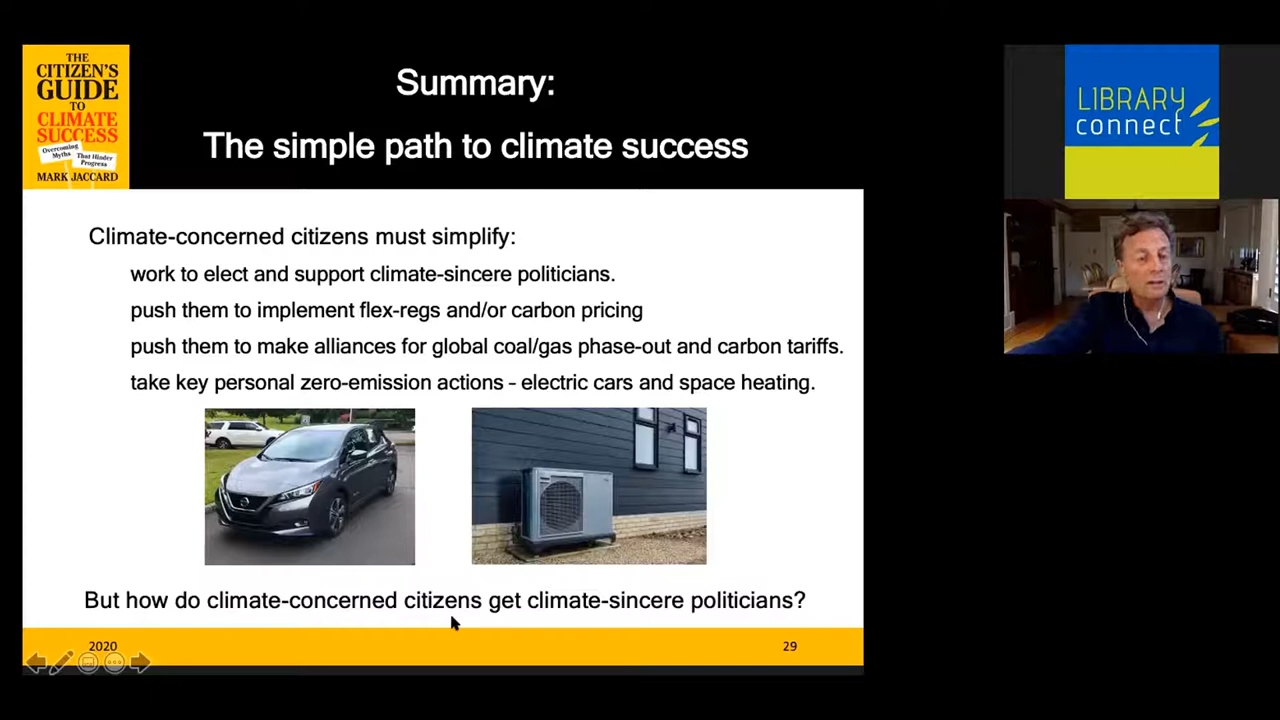 THE
CITIZEN'S
GUIDE
TO
CLIMATE
SUCCESS
Overcoming
Myths
That Hinder
Progress
MARK JACCARD
Summary:
The simple path to climate success
LIBRARY
connect
Climate-concerned citizens must simplify:
work to elect and support climate-sincere politicians.
push them to implement flex-regs and/or carbon pricing
push them to make alliances for global coal/gas phase-out and carbon tariffs.
take key personal zero-emission actions – electric cars and space heating.
But how do climate-concerned citizens get climate-sincere politicians?
2020
29